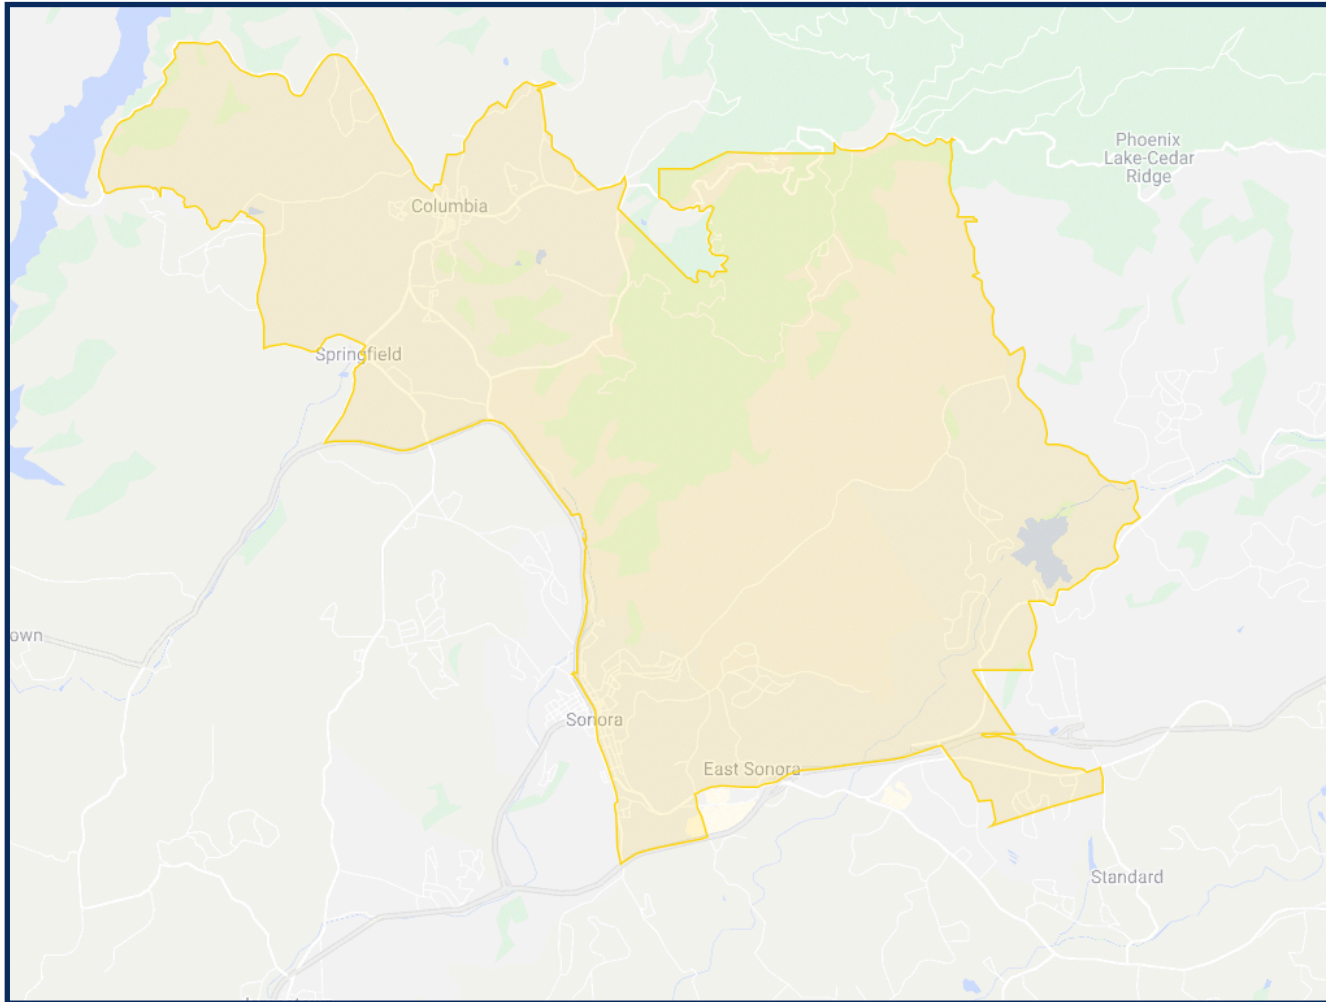 Phoenix
Lake-Cedar
Ridge
Columbia
Springfield
own
Sonora
East Sonora
Standard